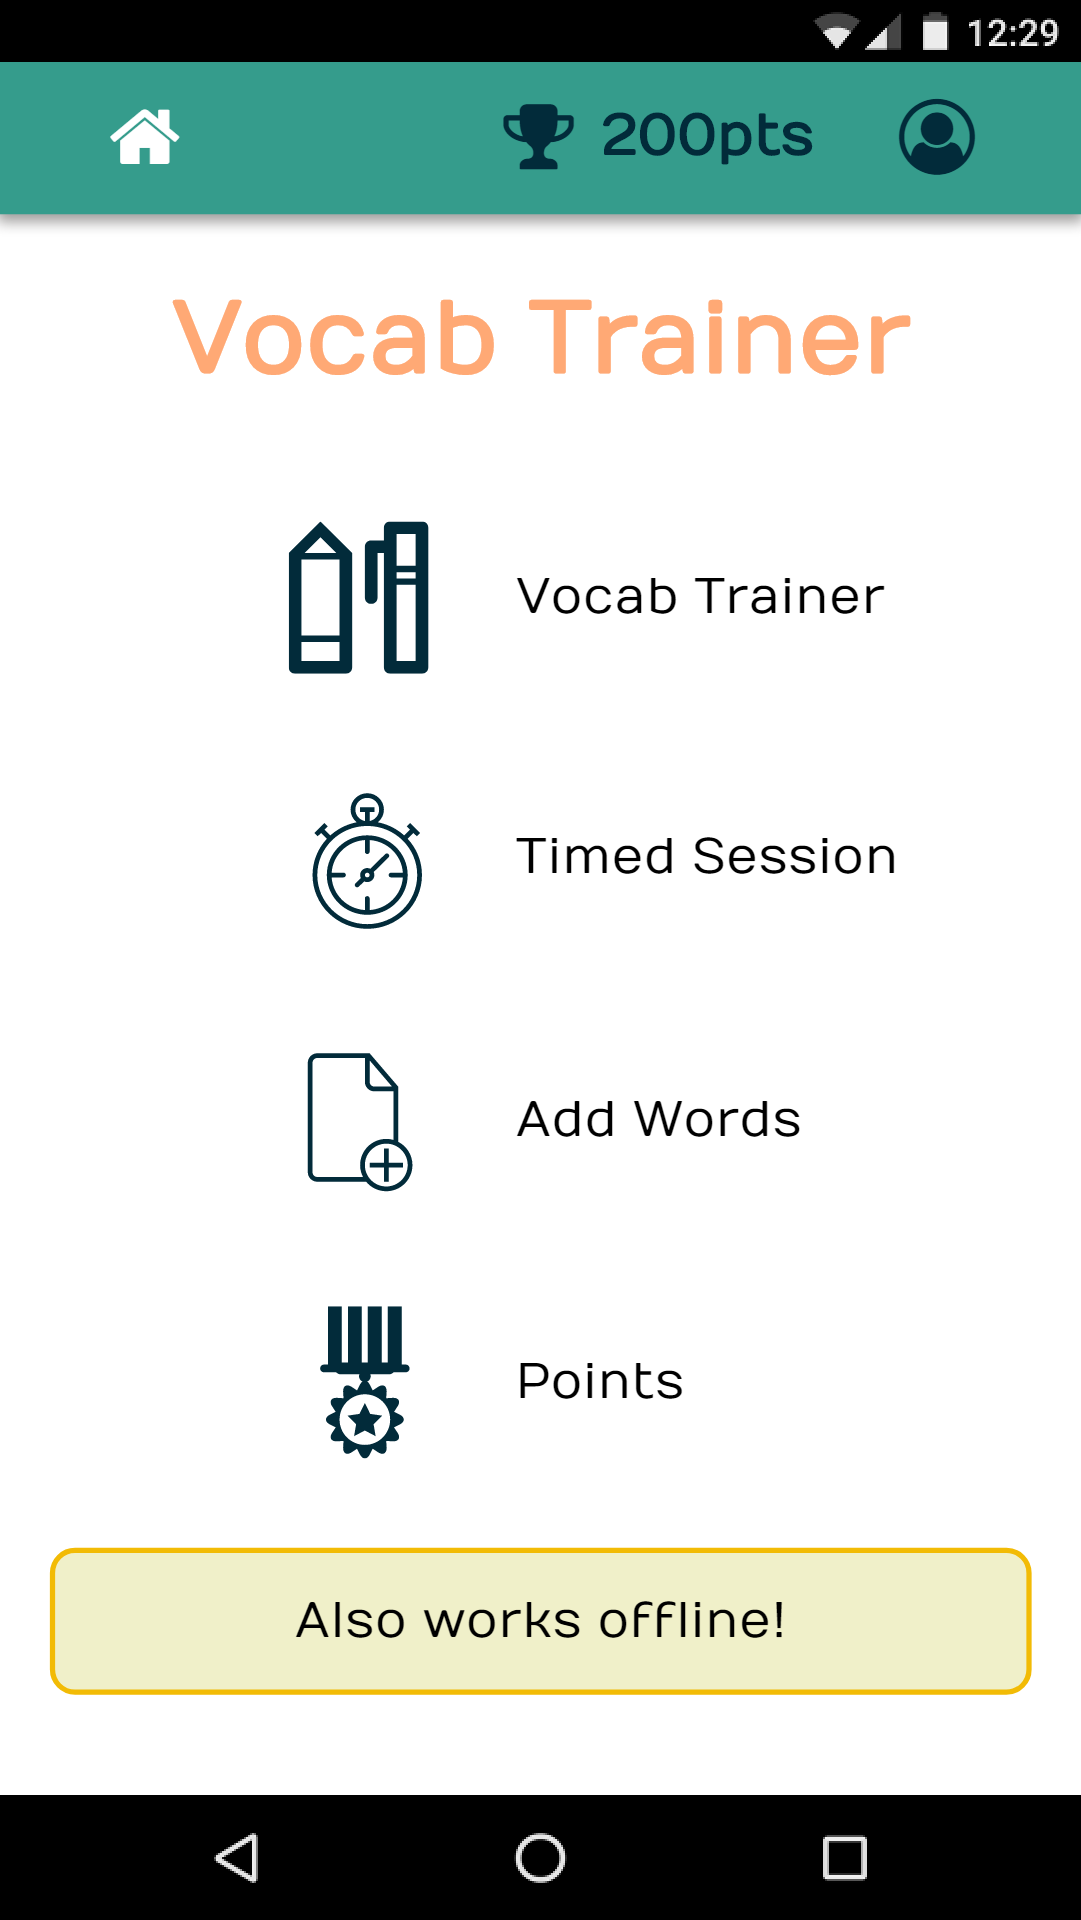 12:29
200pts
Vocab Trainer
Vocab Trainer
Timed Session
Add Words
Points
Also works offline!